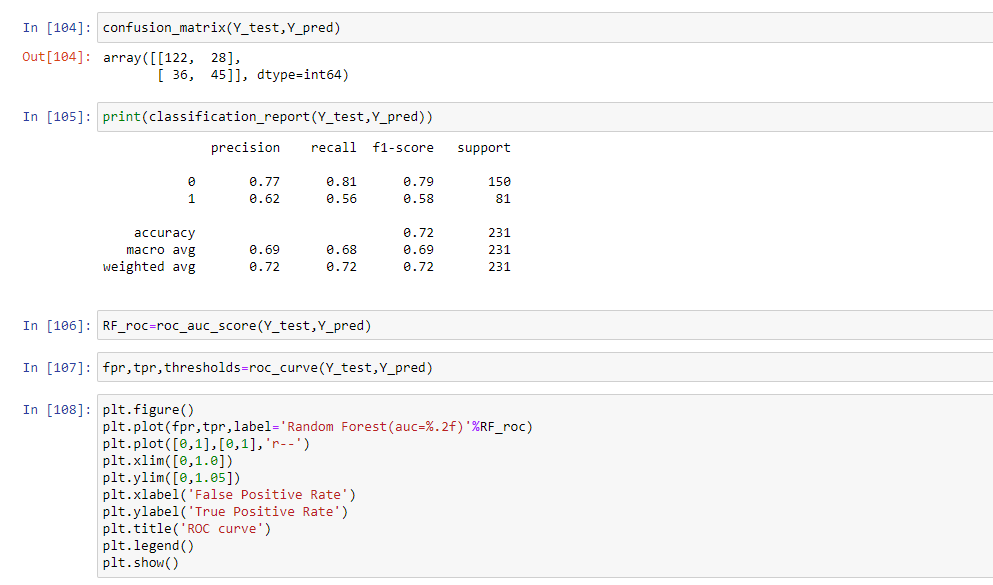 In [104]: confusion_matrix(Y_test,Y_pred)
Out[104]: array([[122, 28],
[ 36, 45]], dtype=int64)
In [105]: print(classification_report(Y_test,Y_pred))
precision recall f1-score support
0 0.77 0.81 0.79 150
1 0.62 0.56 0.58 81
accuracy 0.72 231
macro avg 0.69 0.68 0.69 231
weighted avg 0.72 0.72 0.72 231
In [106]: RF_roc=roc_auc_score(Y_test,Y_pred)
In [107]: fpr,tpr,thresholds=roc_curve(Y_test,Y_pred)
In [108]: plt.figure()
plt.plot(fpr,tpr,label='Random Forest(auc=%.2f)'%RF_roc)
plt.plot([0,1],[0,1],'r--')
plt.xlim([0,1.0])
plt.ylim([0,1.05])
plt.xlabel('False Positive Rate')
plt.ylabel('True Positive Rate')
plt.title('ROC curve')
plt.legend()
plt.show()